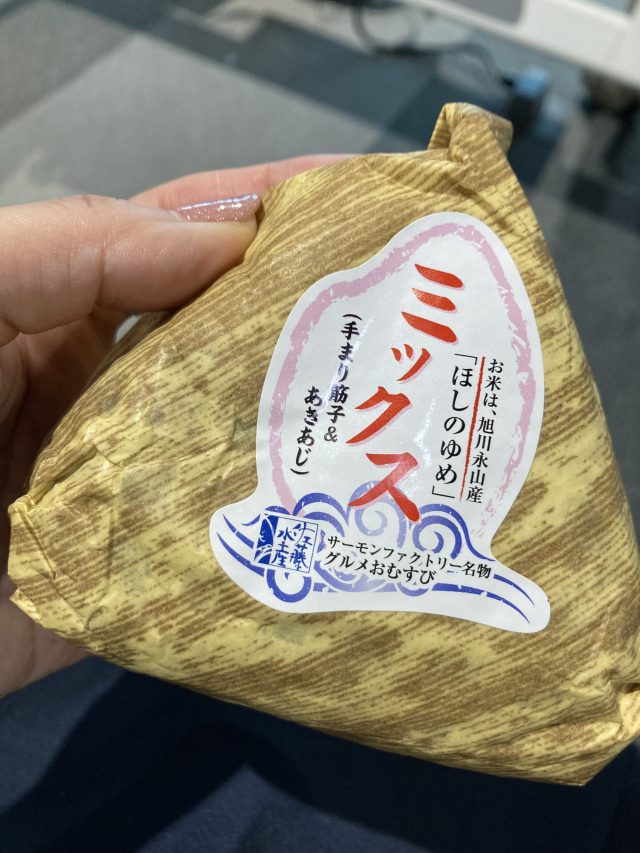 お米は、旭川永山産
「ほしのゆめ」
ミックス
(手まり筋子&
あきあじ)
サーモンファクトリー名物
グルメおむすび
佐藤
水産